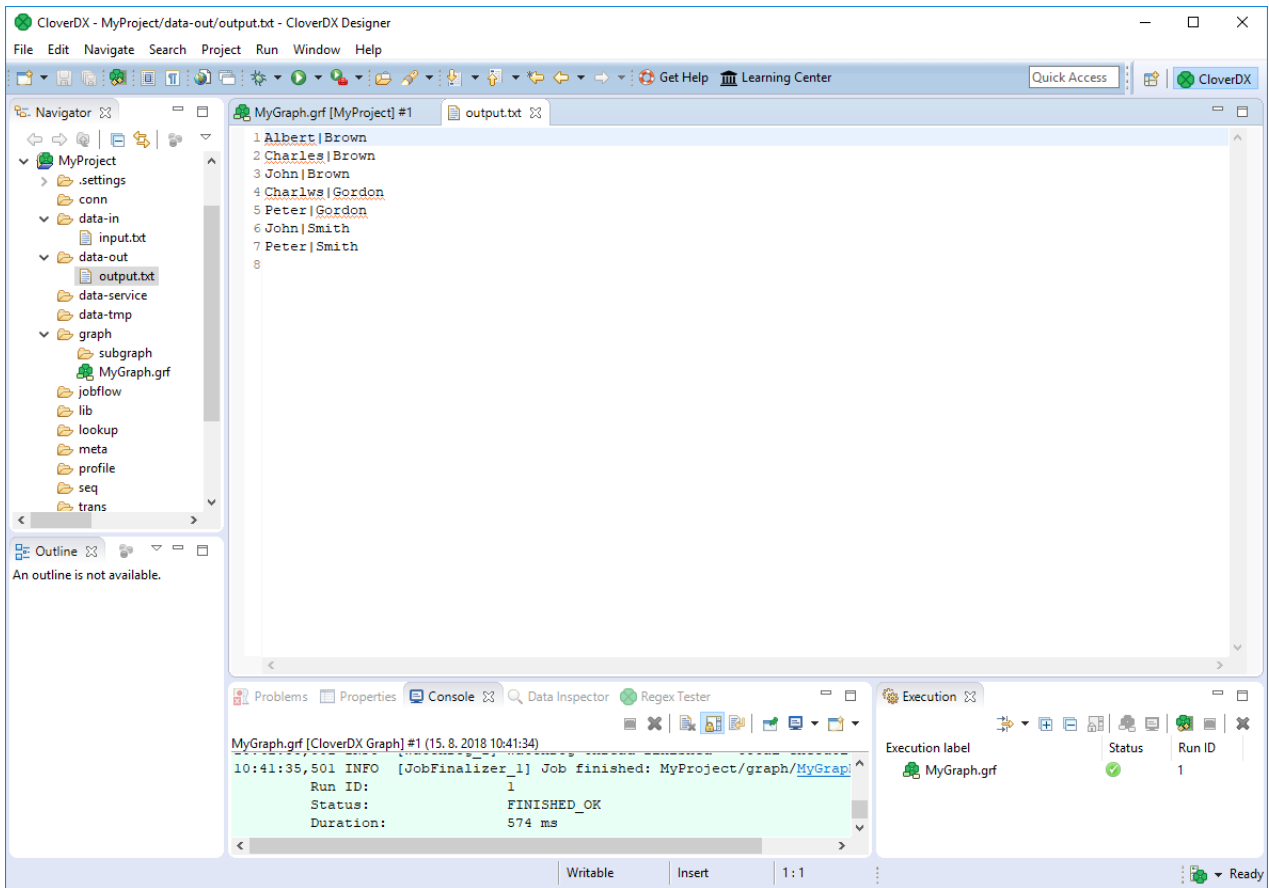 CloverDX - MyProject/data-out/output.txt - CloverDX Designer
File Edit Navigate Search Project Run Window Help
Get Help Learning Center Quick Access CloverDX
Navigator
MyProject
.settings
conn
data-in
input.txt
data-out
output.txt
data-service
data-tmp
graph
subgraph
MyGraph.grf
jobflow
lib
lookup
meta
profile
seq
trans
Outline
An outline is not available.
MyGraph.grf [MyProject] #1 output.txt
1 Albert|Brown
2 Charles|Brown
3 John|Brown
4 Charlws|Gordon
5 Peter|Gordon
6 John|Smith
7 Peter|Smith
8
Problems Properties Console Data Inspector Regex Tester
MyGraph.grf [CloverDX Graph] #1 (15. 8. 2018 10:41:34)
10:41:35,501 INFO [JobFinalizer_1] Job finished: MyProject/graph/MyGrap
Run ID: 1
Status: FINISHED_OK
Duration: 574 ms
Execution
Execution label Status Run ID
MyGraph.grf 1
Writable Insert 1:1 Ready